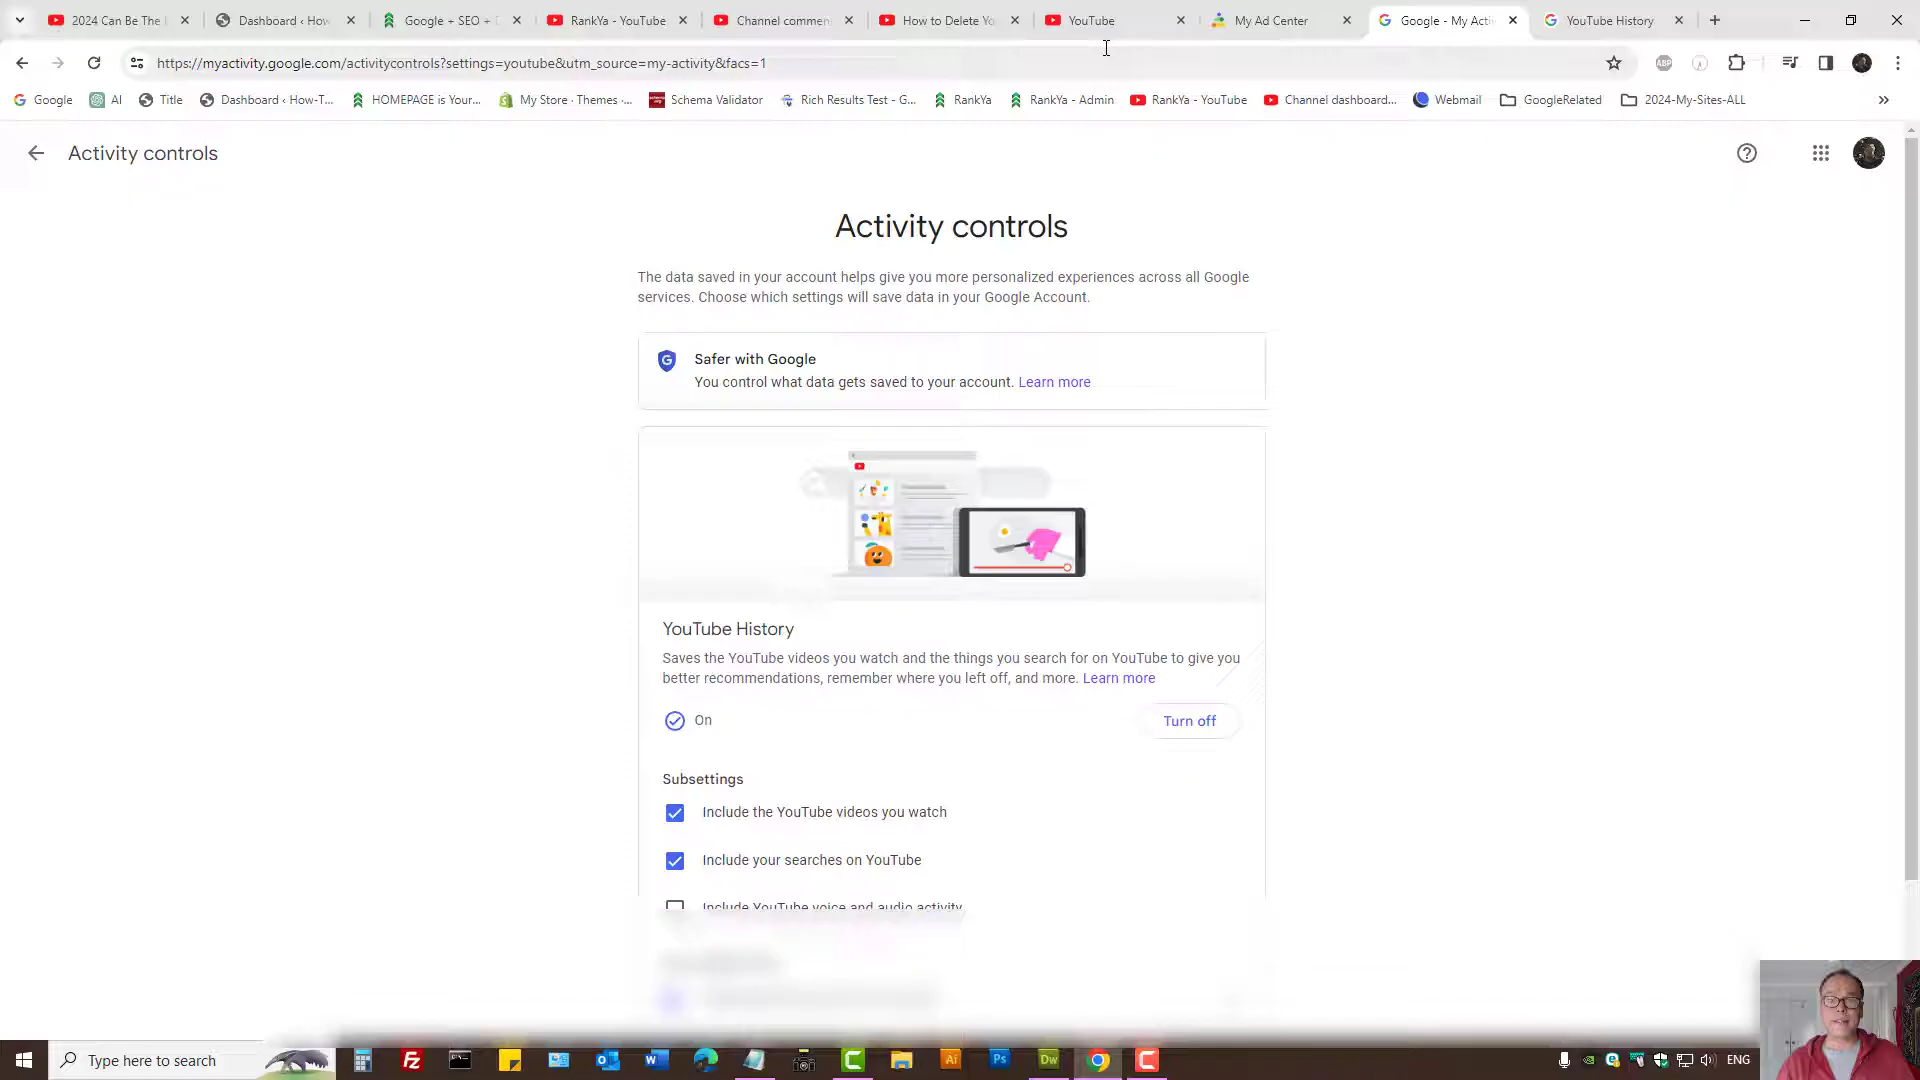 2024 Can Be The
Dashboard ‹ How
Google + SEO +
RankYa - YouTube
Channel commen
How to Delete Yo
YouTube
My Ad Center
Google - My Acti
YouTube History
https://myactivity.google.com/activitycontrols?settings=youtube&utm_source=my-activity&facs=1
ABP
Google
AI
Title
Dashboard ‹ How-T...
HOMEPAGE is Your...
My Store · Themes ·...
Schema Validator
Rich Results Test - G...
RankYa
RankYa - Admin
RankYa - YouTube
Channel dashboard...
Webmail
GoogleRelated
2024-My-Sites-ALL
Activity controls
Activity controls
The data saved in your account helps give you more personalized experiences across all Google
services. Choose which settings will save data in your Google Account.
Safer with Google
You control what data gets saved to your account. Learn more
YouTube History
Saves the YouTube videos you watch and the things you search for on YouTube to give you
better recommendations, remember where you left off, and more. Learn more
On
Turn off
Subsettings
Include the YouTube videos you watch
Include your searches on YouTube
Include YouTube voice and audio activity
Type here to search
ENG